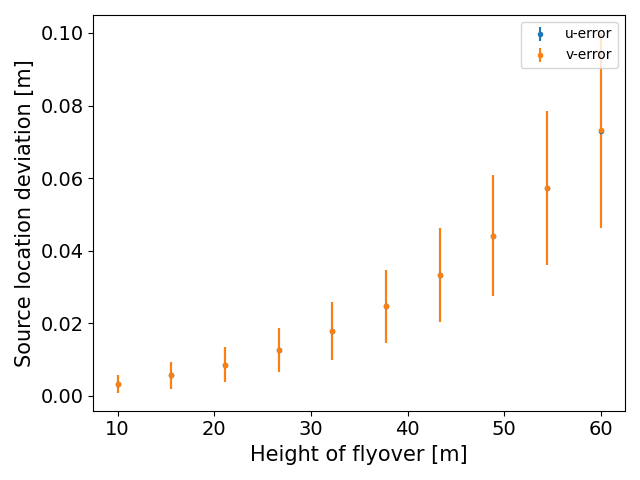 u-error
v-error
0.10
0.08
0.06
0.04
0.02
0.00
Source location deviation [m]
10 20 30 40 50 60
Height of flyover [m]